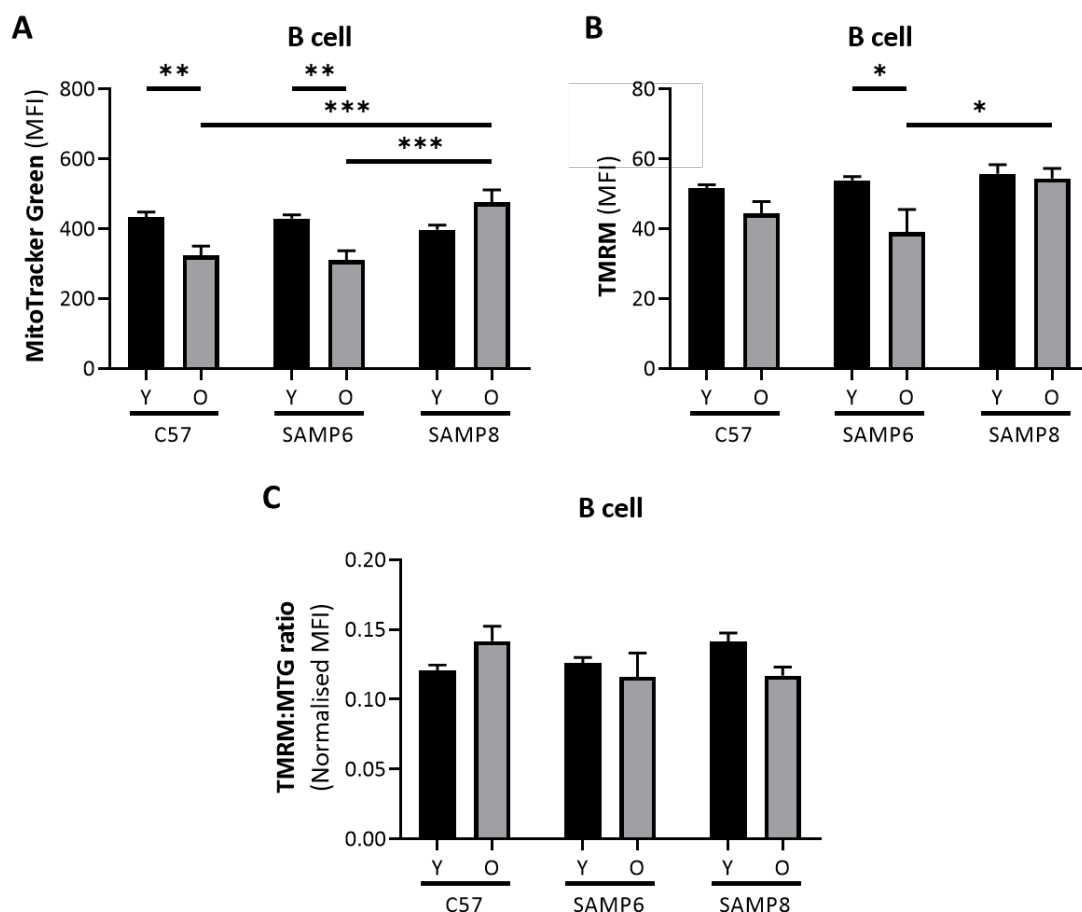 A
B cell
MitoTracker Green (MFI)
800
600
400
200
0
**
**
***
***
Y O Y O Y O
C57 SAMP6 SAMP8
B
B cell
TMRM (MFI)
80
60
40
20
0
*
*
Y O Y O Y O
C57 SAMP6 SAMP8
C
B cell
TMRM:MTG ratio
(Normalised MFI)
0.20
0.15
0.10
0.05
0.00
Y O Y O Y O
C57 SAMP6 SAMP8